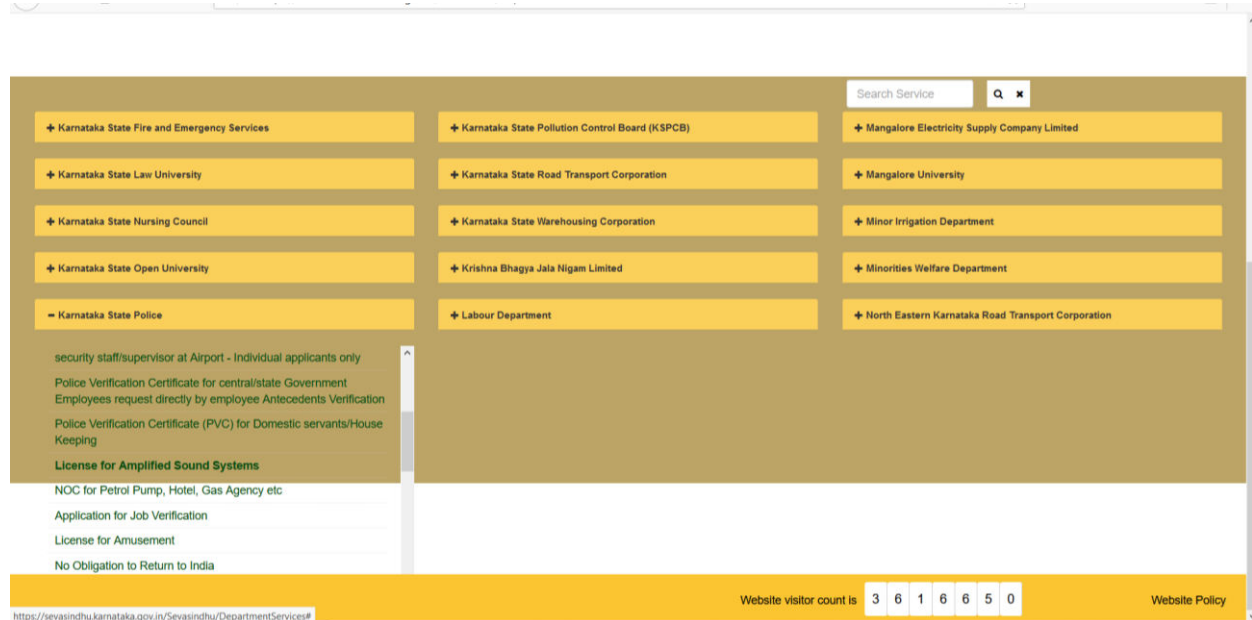 Search Service
+ Karnataka State Fire and Emergency Services
+ Karnataka State Pollution Control Board (KSPCB)
+ Mangalore Electricity Supply Company Limited
+ Karnataka State Law University
+ Karnataka State Road Transport Corporation
+ Mangalore University
+ Karnataka State Nursing Council
+ Karnataka State Warehousing Corporation
+ Minor Irrigation Department
+ Karnataka State Open University
+ Krishna Bhagya Jala Nigam Limited
+ Minorities Welfare Department
− Karnataka State Police
+ Labour Department
+ North Eastern Karnataka Road Transport Corporation
security staff/supervisor at Airport - Individual applicants only
Police Verification Certificate for central/state Government
Employees request directly by employee Antecedents Verification
Police Verification Certificate (PVC) for Domestic servants/House
Keeping
License for Amplified Sound Systems
NOC for Petrol Pump, Hotel, Gas Agency etc
Application for Job Verification
License for Amusement
No Obligation to Return to India
Website visitor count is 3 6 1 6 6 5 0
Website Policy
https://sevasindhu.karnataka.gov.in/Sevasindhu/DepartmentServices#